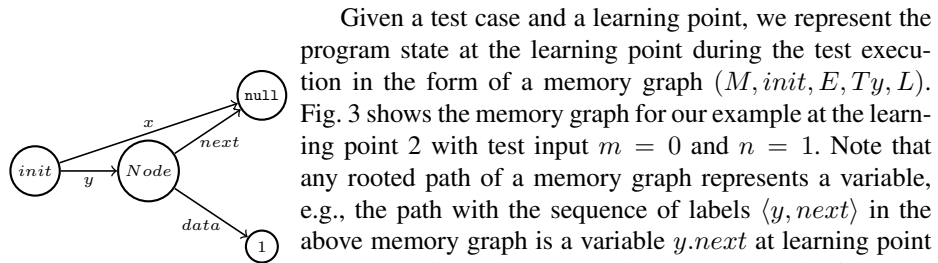 null
x
next
init
y
Node
data
1
Given a test case and a learning point, we represent the
program state at the learning point during the test execu-
tion in the form of a memory graph (M, init, E, Ty, L).
Fig. 3 shows the memory graph for our example at the learn-
ing point 2 with test input m = 0 and n = 1. Note that
any rooted path of a memory graph represents a variable,
e.g., the path with the sequence of labels ⟨y, next⟩ in the
above memory graph is a variable y.next at learning point